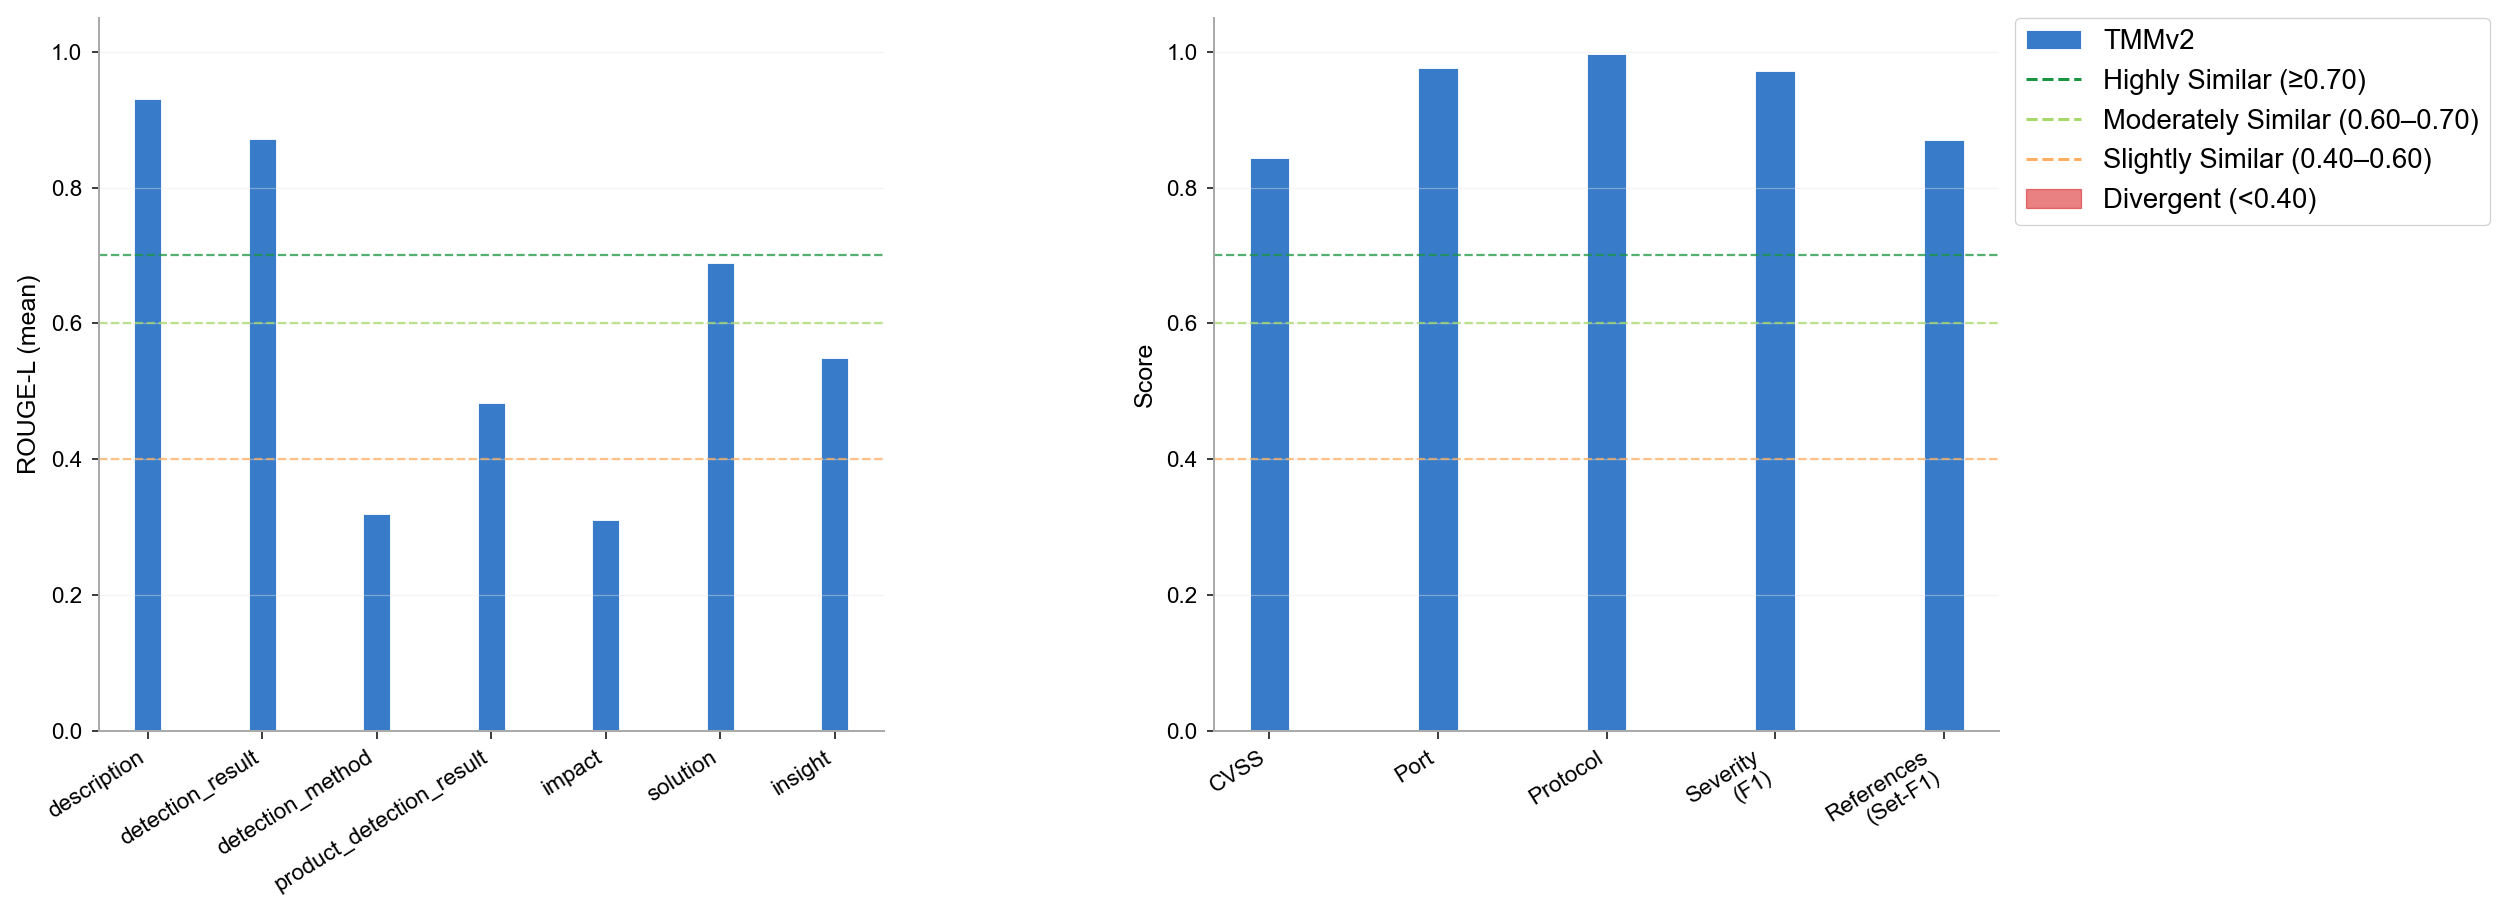 ROUGE-L (mean)
1.0
0.8
0.6
0.4
0.2
0.0
description
detection_result
detection_method
product_detection_result
impact
solution
insight
Score
1.0
0.8
0.6
0.4
0.2
0.0
CVSS
Port
Protocol
Severity
(F1)
References
(Set-F1)
TMMv2
Highly Similar (≥0.70)
Moderately Similar (0.60–0.70)
Slightly Similar (0.40–0.60)
Divergent (<0.40)